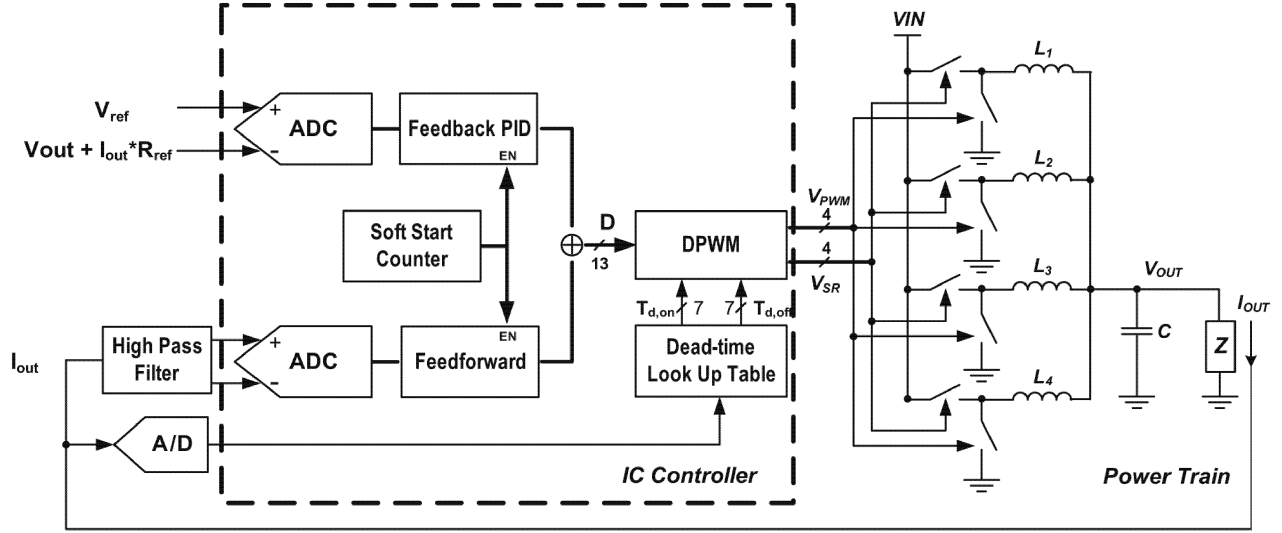 VIN
L1
Vref
+
ADC
Feedback PID
Vout + Iout*Rref
-
EN
L2
VPWM
4
Soft Start
Counter
D
13
DPWM
4
VSR
L3
VOUT
Td,on
7
7
Td,off
IOUT
EN
C
Z
Iout
High Pass
Filter
+
-
ADC
Feedforward
Dead-time
Look Up Table
L4
A/D
IC Controller
Power Train